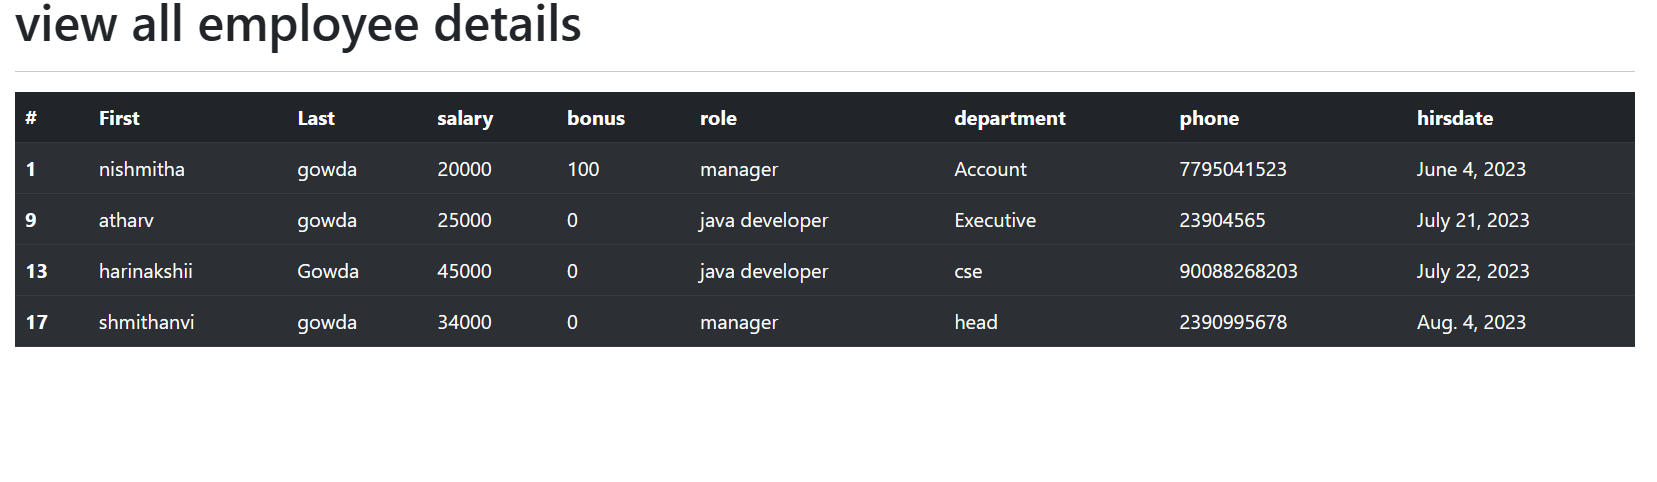 view all employee details
# First Last salary bonus role department phone hirsdate
1 nishmitha gowda 20000 100 manager Account 7795041523 June 4, 2023
9 atharv gowda 25000 0 java developer Executive 23904565 July 21, 2023
13 harinakshii Gowda 45000 0 java developer cse 90088268203 July 22, 2023
17 shmithanvi gowda 34000 0 manager head 2390995678 Aug. 4, 2023